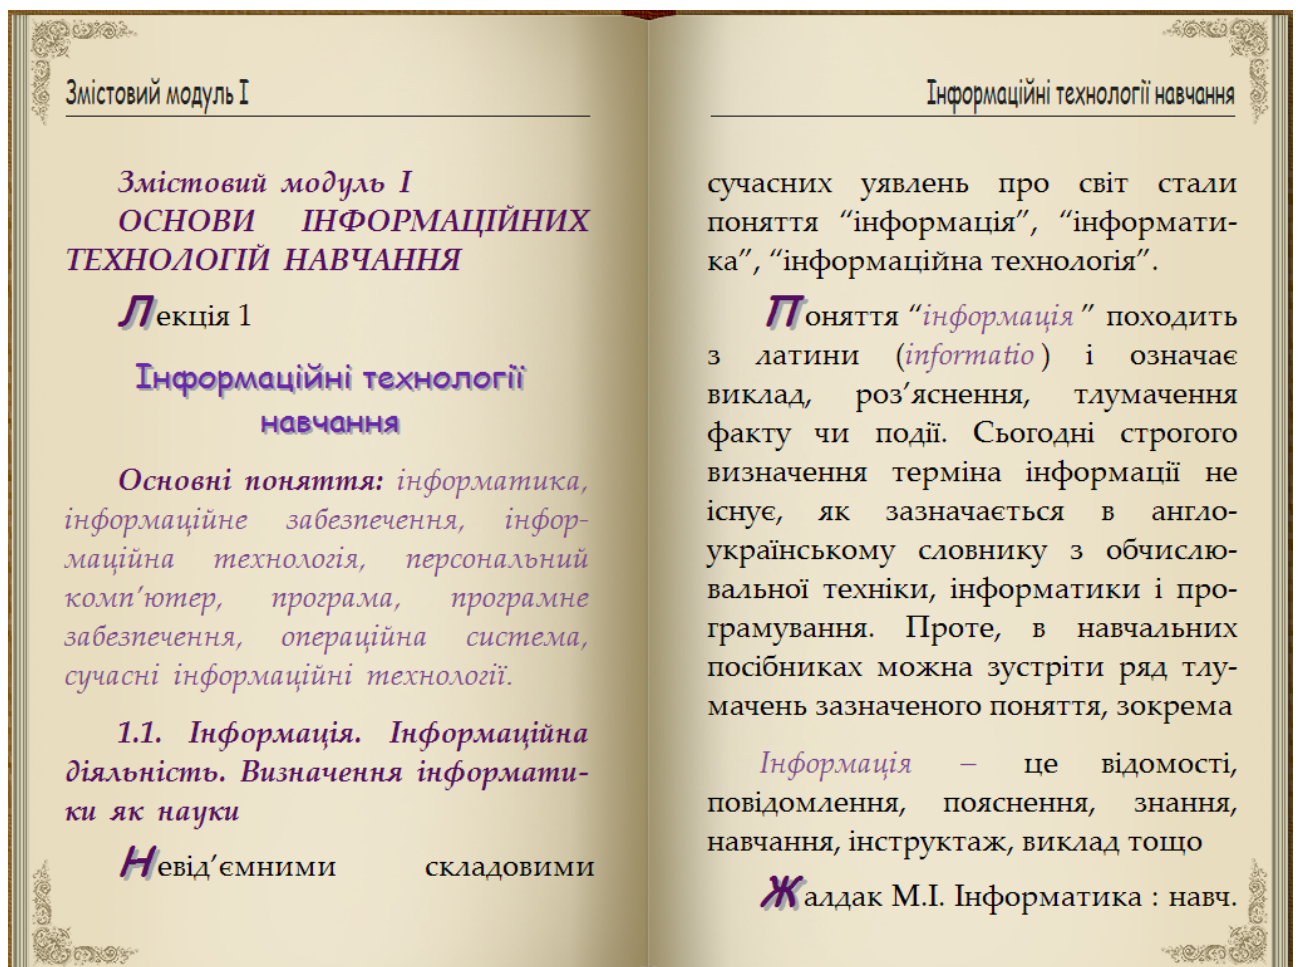 Змістовий модуль І
Змістовий модуль І
ОСНОВИ ІНФОРМАЦІЙНИХ
ТЕХНОЛОГІЙ НАВЧАННЯ
Лекція 1
Інформаційні технології
навчання
Основні поняття: інформатика,
інформаційне забезпечення, інфор-
маційна технологія, персональний
комп’ютер, програма, програмне
забезпечення, операційна система,
сучасні інформаційні технології.
1.1. Інформація. Інформаційна
діяльність. Визначення інформати-
ки як науки
Невід’ємними складовими
Інформаційні технології навчання
сучасних уявлень про світ стали
поняття “інформація”, “інформати-
ка”, “інформаційна технологія”.
Поняття “інформація” походить
з латини (informatio) і означає
виклад, роз’яснення, тлумачення
факту чи події. Сьогодні строгого
визначення терміна інформації не
існує, як зазначається в англо-
українському словнику з обчислю-
вальної техніки, інформатики і про-
грамування. Проте, в навчальних
посібниках можна зустріти ряд тлу-
мачень зазначеного поняття, зокрема
Інформація – це відомості,
повідомлення, пояснення, знання,
навчання, інструктаж, виклад тощо
Жалдак М.І. Інформатика : навч.